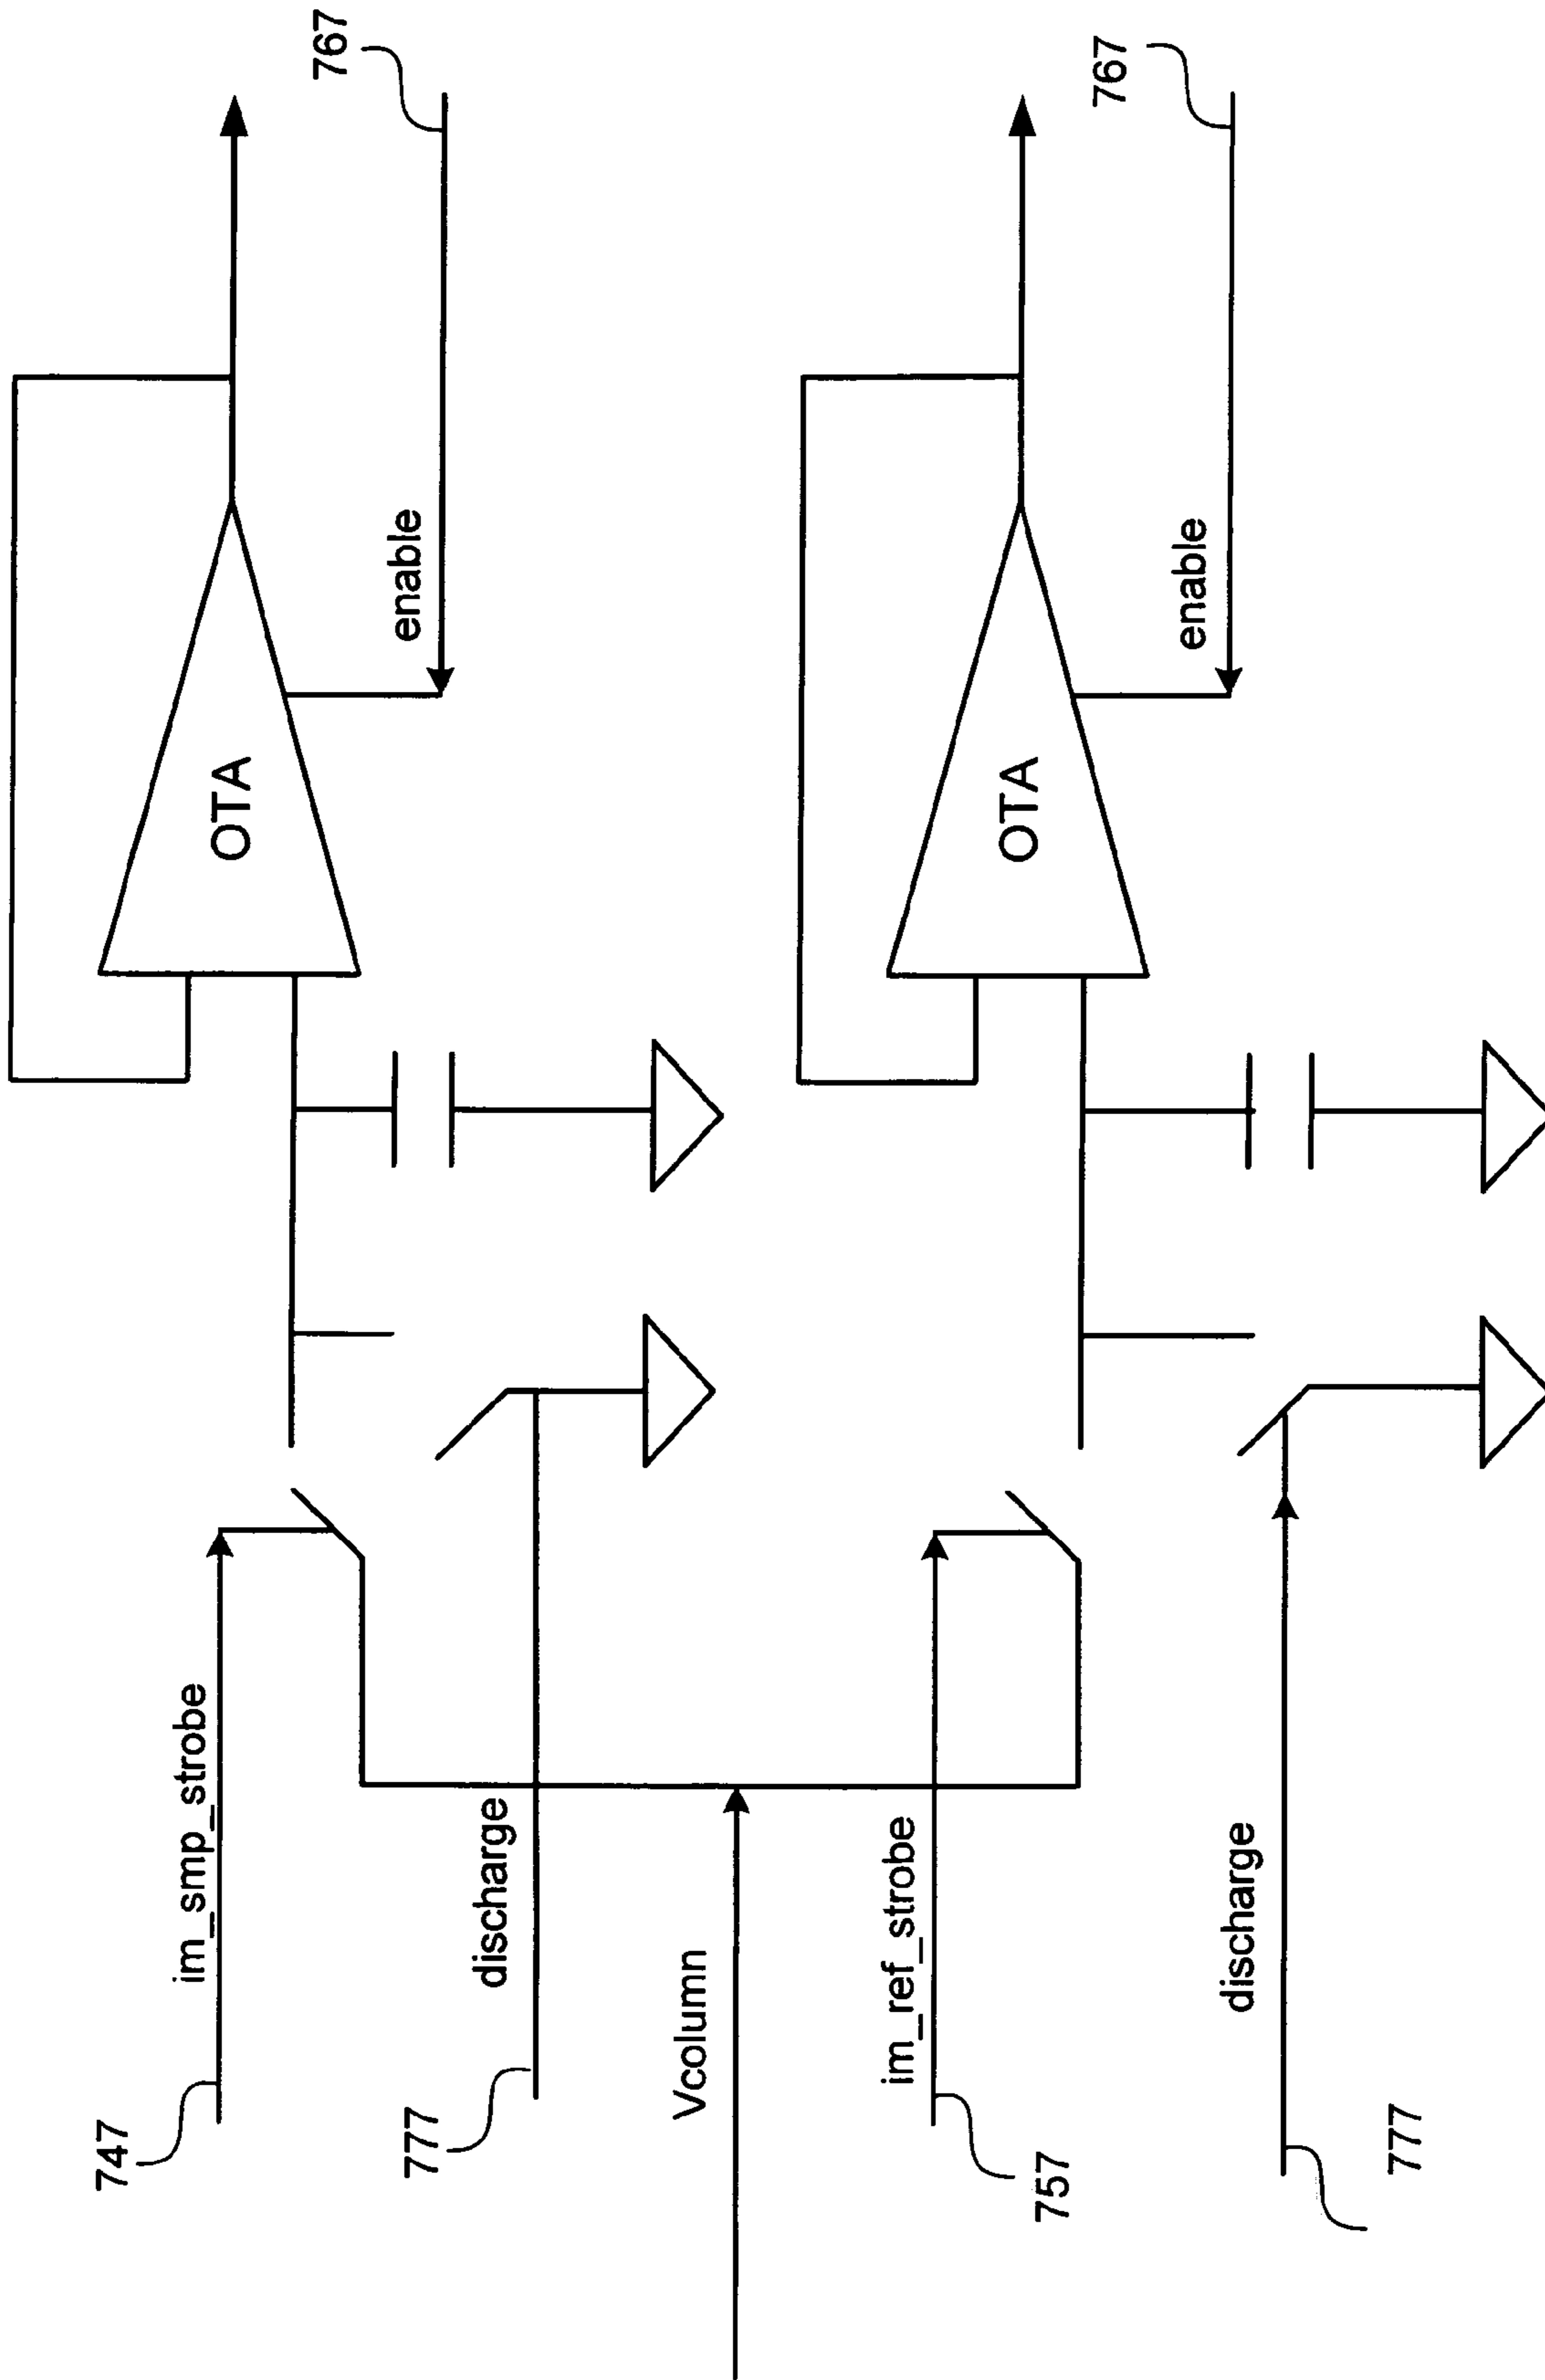 747
im_smp_strobe
777
discharge
Vcolumn
im_ref_strobe
757
discharge
777
OTA
enable
767
OTA
enable
767